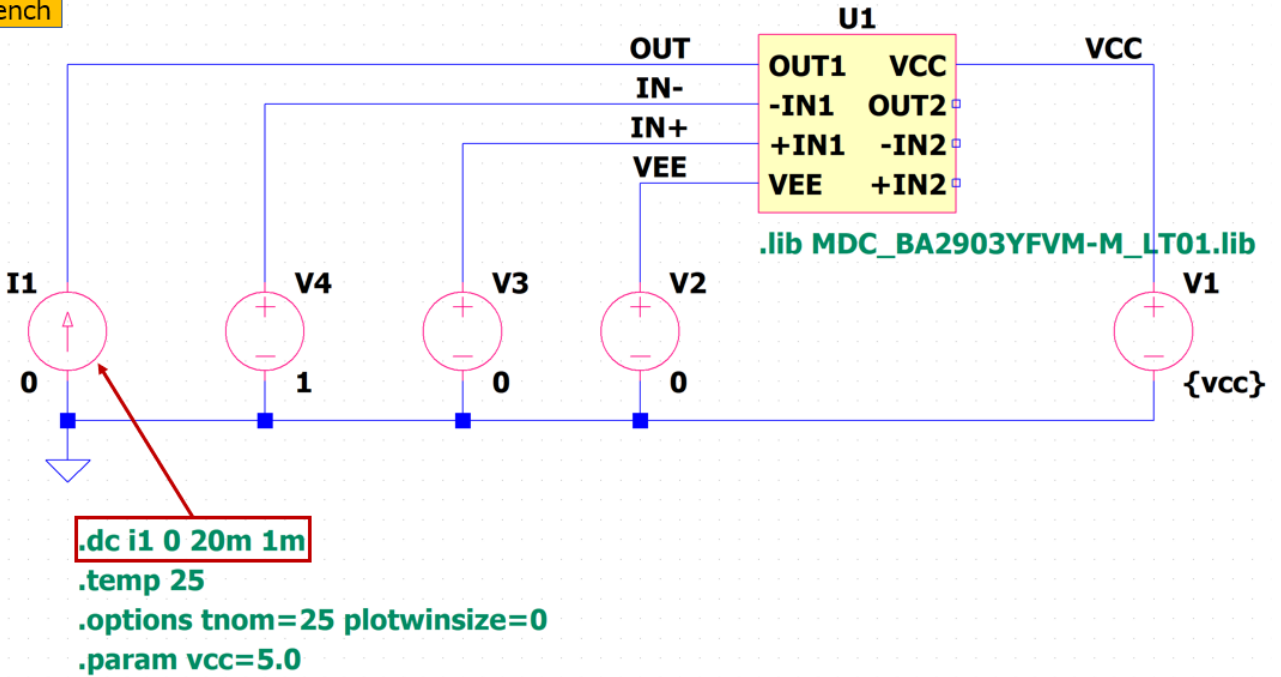 ench
U1
OUT
VCC
OUT1 VCC
IN-
-IN1 OUT2
IN+
+IN1 -IN2
VEE
VEE +IN2
.lib MDC_BA2903YFVM-M_LT01.lib
I1
V4
V3
V2
V1
+
+
+
+
0
1
0
0
{vcc}
.dc i1 0 20m 1m
.temp 25
.options tnom=25 plotwinsize=0
.param vcc=5.0